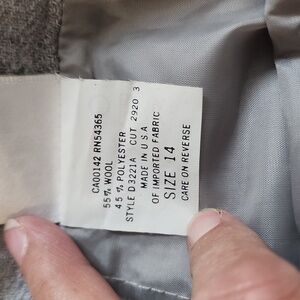 CA00142 RN54365
55% WOOL
45% POLYESTER
STYLE D3221A CUT 2920 3
MADE IN U.S.A
OF IMPORTED FABRIC
SIZE 14
CARE ON REVERSE